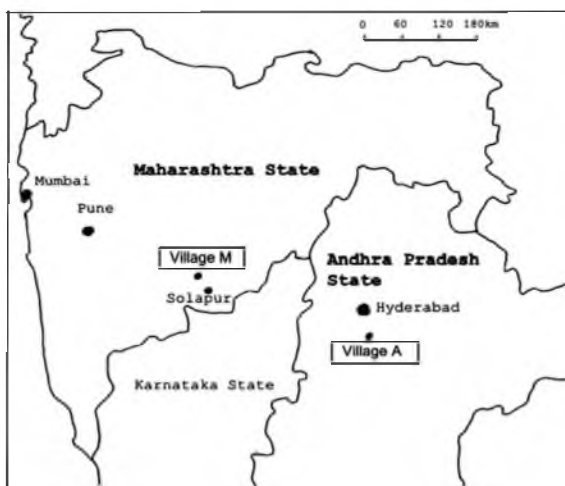 0 60 120 180km
Maharashtra State
Mumbai
Pune
Village M
Solapur
Andhra Pradesh
State
Hyderabad
Village A
Karnataka State